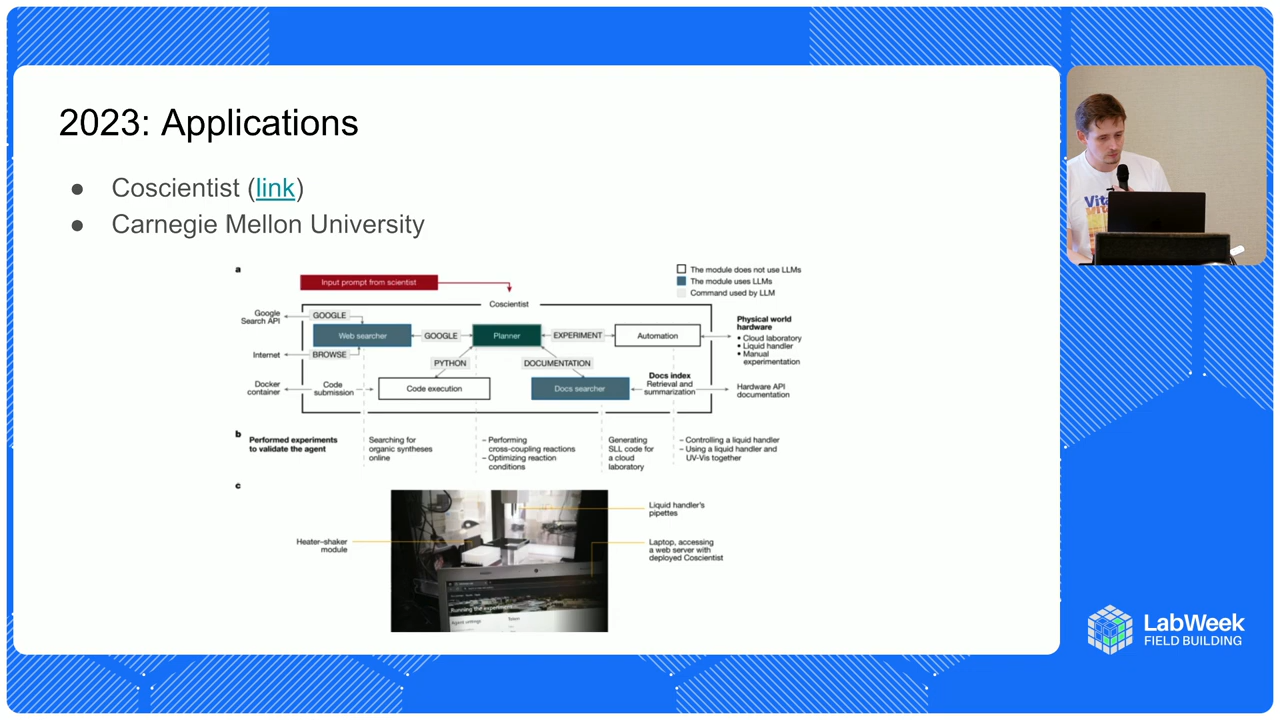 2023: Applications
● Coscientist (link)
● Carnegie Mellon University
a
Input prompt from scientist
The module does not use LLMs
The module uses LLMs
Command used by LLM
Coscientist
Google
Search API
GOOGLE
Web searcher
GOOGLE
Planner
EXPERIMENT
Automation
Physical world
hardware
• Cloud laboratory
• Liquid handler
• Manual
experimentation
Internet
BROWSE
PYTHON
DOCUMENTATION
Docker
container
Code
submission
Code execution
Docs searcher
Docs index
Retrieval and
summarization
Hardware API
documentation
b
Performed experiments
to validate the agent
Searching for
organic syntheses
online
– Performing
cross-coupling reactions
– Optimizing reaction
conditions
Generating
SLL code for
a cloud
laboratory
– Controlling a liquid handler
– Using a liquid handler and
UV-Vis together
c
Heater–shaker
module
Liquid handler's
pipettes
Laptop, accessing
a web server with
deployed Coscientist
Running the experiment
Agent settings
LabWeek
FIELD BUILDING